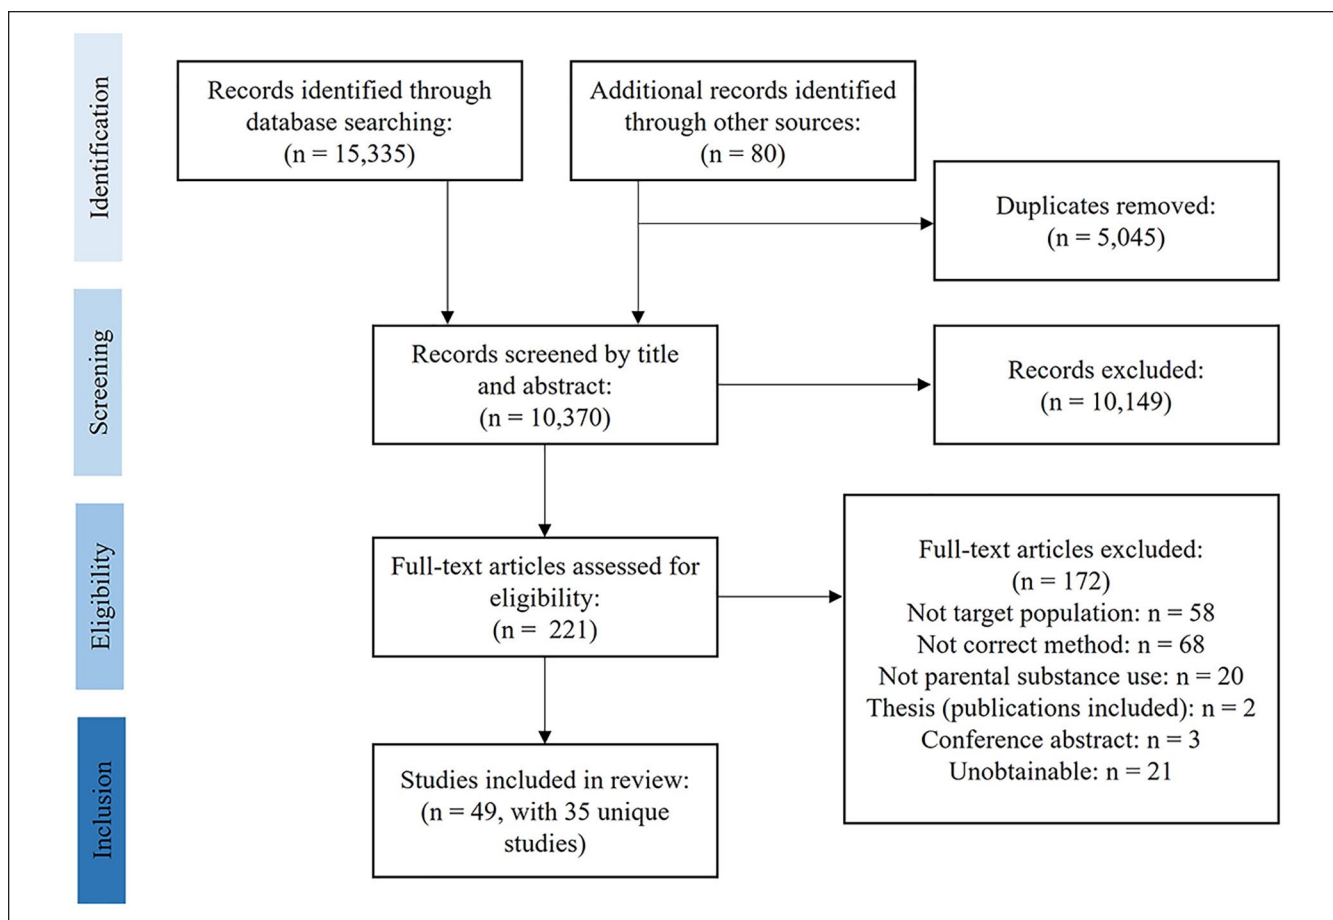 Identification
Records identified through
database searching:
(n = 15,335)
Additional records identified
through other sources:
(n = 80)
Duplicates removed:
(n = 5,045)
Screening
Records screened by title
and abstract:
(n = 10,370)
Records excluded:
(n = 10,149)
Eligibility
Full-text articles assessed for
eligibility:
(n = 221)
Full-text articles excluded:
(n = 172)
Not target population: n = 58
Not correct method: n = 68
Not parental substance use: n = 20
Thesis (publications included): n = 2
Conference abstract: n = 3
Unobtainable: n = 21
Inclusion
Studies included in review:
(n = 49, with 35 unique
studies)